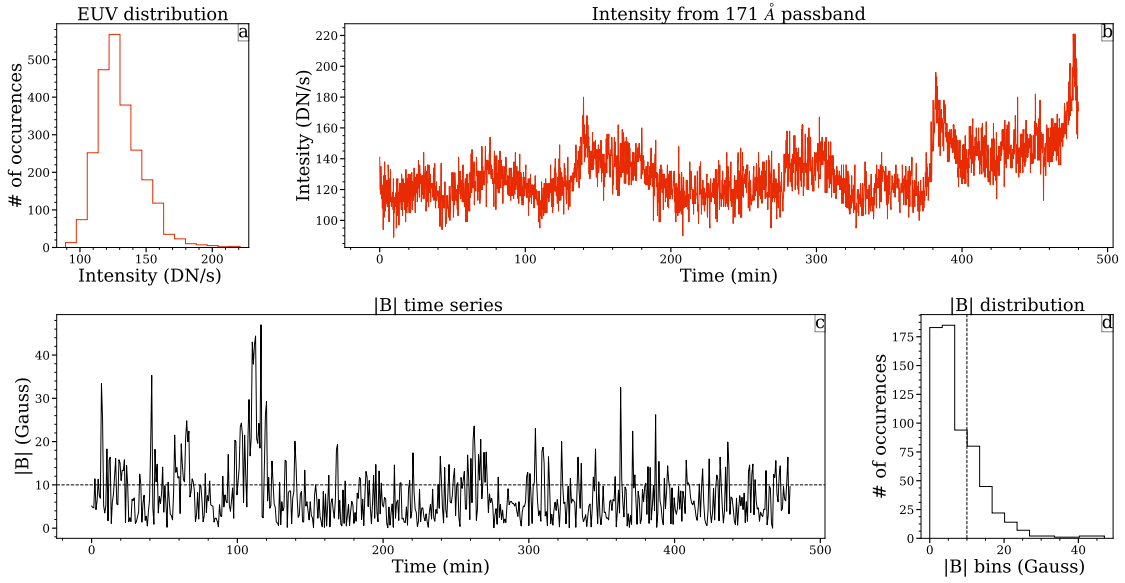 EUV distribution
a
# of occurences
500
400
300
200
100
0
100 150 200
Intensity (DN/s)
Intensity from 171 Å passband
b
Intesity (DN/s)
220
200
180
160
140
120
100
0 100 200 300 400 500
Time (min)
|B| time series
c
|B| (Gauss)
40
30
20
10
0
0 100 200 300 400 500
Time (min)
|B| distribution
d
# of occurences
175
150
125
100
75
50
25
0
0 20 40
|B| bins (Gauss)